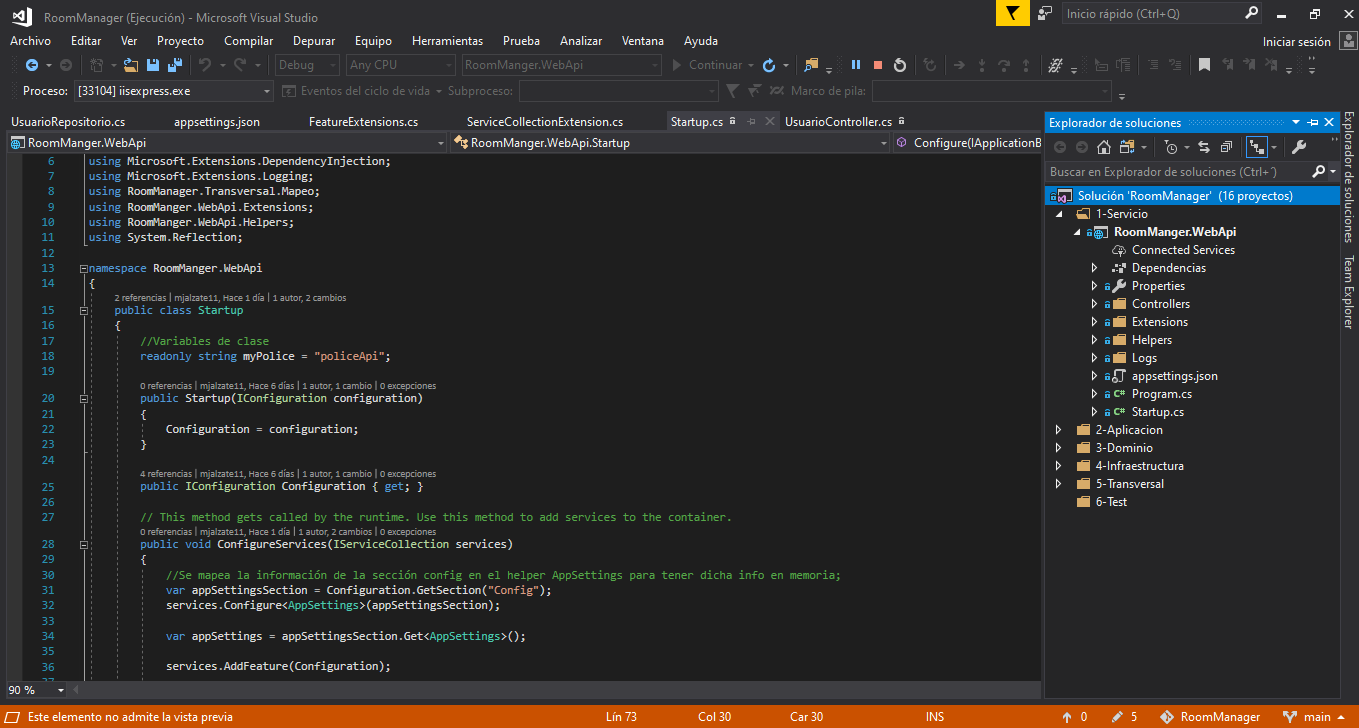 RoomManager (Ejecución) - Microsoft Visual Studio
Inicio rápido (Ctrl+Q)
Archivo Editar Ver Proyecto Compilar Depurar Equipo Herramientas Prueba Analizar Ventana Ayuda
Iniciar sesión
Debug Any CPU RoomManger.WebApi Continuar
Proceso: [33104] iisexpress.exe Eventos del ciclo de vida Subproceso: Marco de pila:
UsuarioRepositorio.cs appsettings.json FeatureExtensions.cs ServiceCollectionExtension.cs Startup.cs UsuarioController.cs
RoomManger.WebApi RoomManger.WebApi.Startup Configure(IApplicationB
6 using Microsoft.Extensions.DependencyInjection;
7 using Microsoft.Extensions.Logging;
8 using RoomManager.Transversal.Mapeo;
9 using RoomManger.WebApi.Extensions;
10 using RoomManger.WebApi.Helpers;
11 using System.Reflection;
12
13 namespace RoomManger.WebApi
14 {
2 referencias | mjalzate11, Hace 1 día | 1 autor, 2 cambios
15 public class Startup
16 {
17 //Variables de clase
18 readonly string myPolice = "policeApi";
19
0 referencias | mjalzate11, Hace 6 días | 1 autor, 1 cambio | 0 excepciones
20 public Startup(IConfiguration configuration)
21 {
22 Configuration = configuration;
23 }
24
4 referencias | mjalzate11, Hace 6 días | 1 autor, 1 cambio | 0 excepciones
25 public IConfiguration Configuration { get; }
26
27 // This method gets called by the runtime. Use this method to add services to the container.
0 referencias | mjalzate11, Hace 1 día | 1 autor, 2 cambios | 0 excepciones
28 public void ConfigureServices(IServiceCollection services)
29 {
30 //Se mapea la información de la sección config en el helper AppSettings para tener dicha info en memoria;
31 var appSettingsSection = Configuration.GetSection("Config");
32 services.Configure<AppSettings>(appSettingsSection);
33
34 var appSettings = appSettingsSection.Get<AppSettings>();
35
36 services.AddFeature(Configuration);
37
90 %
Explorador de soluciones
Buscar en Explorador de soluciones (Ctrl+´)
Solución 'RoomManager' (16 proyectos)
1-Servicio
RoomManger.WebApi
Connected Services
Dependencias
Properties
Controllers
Extensions
Helpers
Logs
appsettings.json
C# Program.cs
C# Startup.cs
2-Aplicacion
3-Dominio
4-Infraestructura
5-Transversal
6-Test
Explorador de soluciones
Team Explorer
Este elemento no admite la vista previa Lín 73 Col 30 Car 30 INS 0 5 RoomManager main